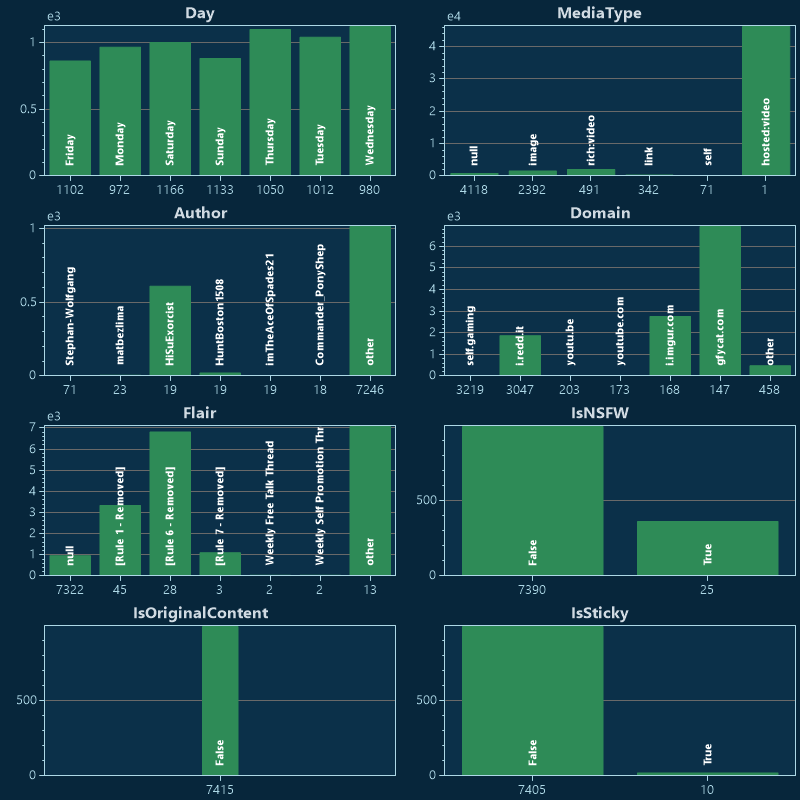 Day
e3
1
0.5
0
Friday
Monday
Saturday
Sunday
Thursday
Tuesday
Wednesday
1102 972 1166 1133 1050 1012 980
MediaType
e4
4
3
2
1
0
null
image
rich:video
link
self
hosted:video
4118 2392 491 342 71 1
Author
e3
1
0.5
0
Stephan-Wolfgang
matbezlima
HiSuExorcist
HuntBoston1508
imTheAceOfSpades21
Commander_PonyShep
other
71 23 19 19 19 18 7246
Domain
e3
6
5
4
3
2
1
0
self.gaming
i.redd.it
youtu.be
youtube.com
i.imgur.com
gfycat.com
other
3219 3047 203 173 168 147 458
Flair
e3
7
6
5
4
3
2
1
0
null
[Rule 1 - Removed]
[Rule 6 - Removed]
[Rule 7 - Removed]
Weekly Free Talk Thread
Weekly Self Promotion Thr
other
7322 45 28 3 2 2 13
IsNSFW
500
0
False
True
7390 25
IsOriginalContent
500
0
False
7415
IsSticky
500
0
False
True
7405 10